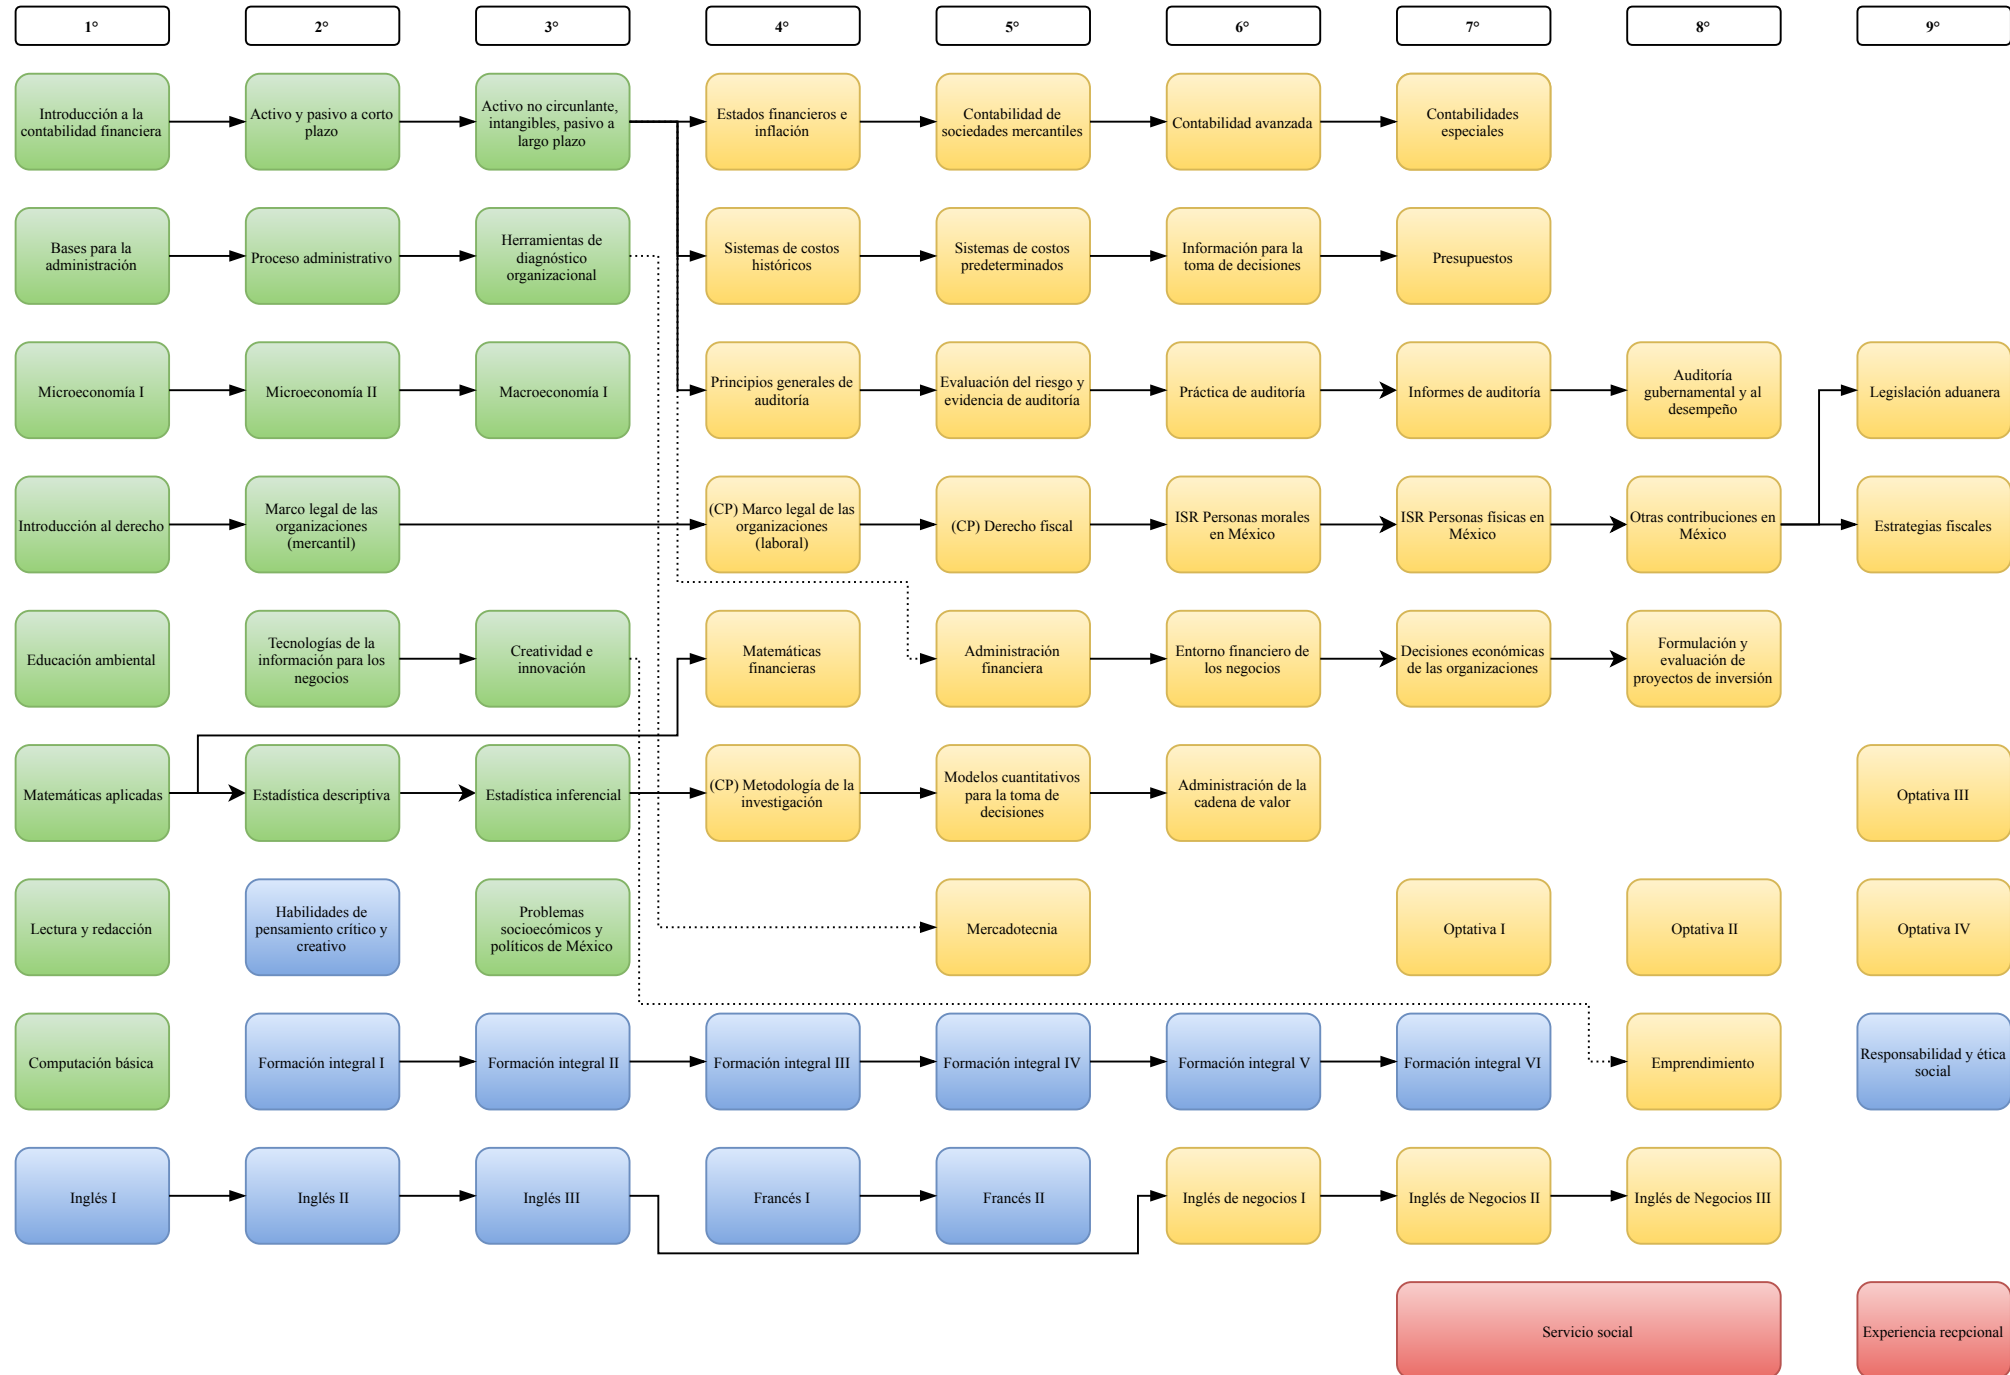 1°
2°
3°
4°
5°
6°
7°
8°
9°
Introducción a la
contabilidad financiera
Activo y pasivo a corto
plazo
Activo no circunlante,
intangibles, pasivo a
largo plazo
Estados financieros e
inflación
Contabilidad de
sociedades mercantiles
Contabilidad avanzada
Contabilidades
especiales
Bases para la
administración
Proceso administrativo
Herramientas de
diagnóstico
organizacional
Sistemas de costos
históricos
Sistemas de costos
predeterminados
Información para la
toma de decisiones
Presupuestos
Microeconomía I
Microeconomía II
Macroeconomía I
Principios generales de
auditoría
Evaluación del riesgo y
evidencia de auditoría
Práctica de auditoría
Informes de auditoría
Auditoría
gubernamental y al
desempeño
Legislación aduanera
Introducción al derecho
Marco legal de las
organizaciones
(mercantil)
(CP) Marco legal de las
organizaciones
(laboral)
(CP) Derecho fiscal
ISR Personas morales
en México
ISR Personas físicas en
México
Otras contribuciones en
México
Estrategias fiscales
Educación ambiental
Tecnologías de la
información para los
negocios
Creatividad e
innovación
Matemáticas
financieras
Administración
financiera
Entorno financiero de
los negocios
Decisiones económicas
de las organizaciones
Formulación y
evaluación de
proyectos de inversión
Matemáticas aplicadas
Estadística descriptiva
Estadística inferencial
(CP) Metodología de la
investigación
Modelos cuantitativos
para la toma de
decisiones
Administración de la
cadena de valor
Optativa III
Lectura y redacción
Habilidades de
pensamiento crítico y
creativo
Problemas
socioecómicos y
políticos de México
Mercadotecnia
Optativa I
Optativa II
Optativa IV
Computación básica
Formación integral I
Formación integral II
Formación integral III
Formación integral IV
Formación integral V
Formación integral VI
Emprendimiento
Responsabilidad y ética
social
Inglés I
Inglés II
Inglés III
Francés I
Francés II
Inglés de negocios I
Inglés de Negocios II
Inglés de Negocios III
Servicio social
Experiencia recpcional